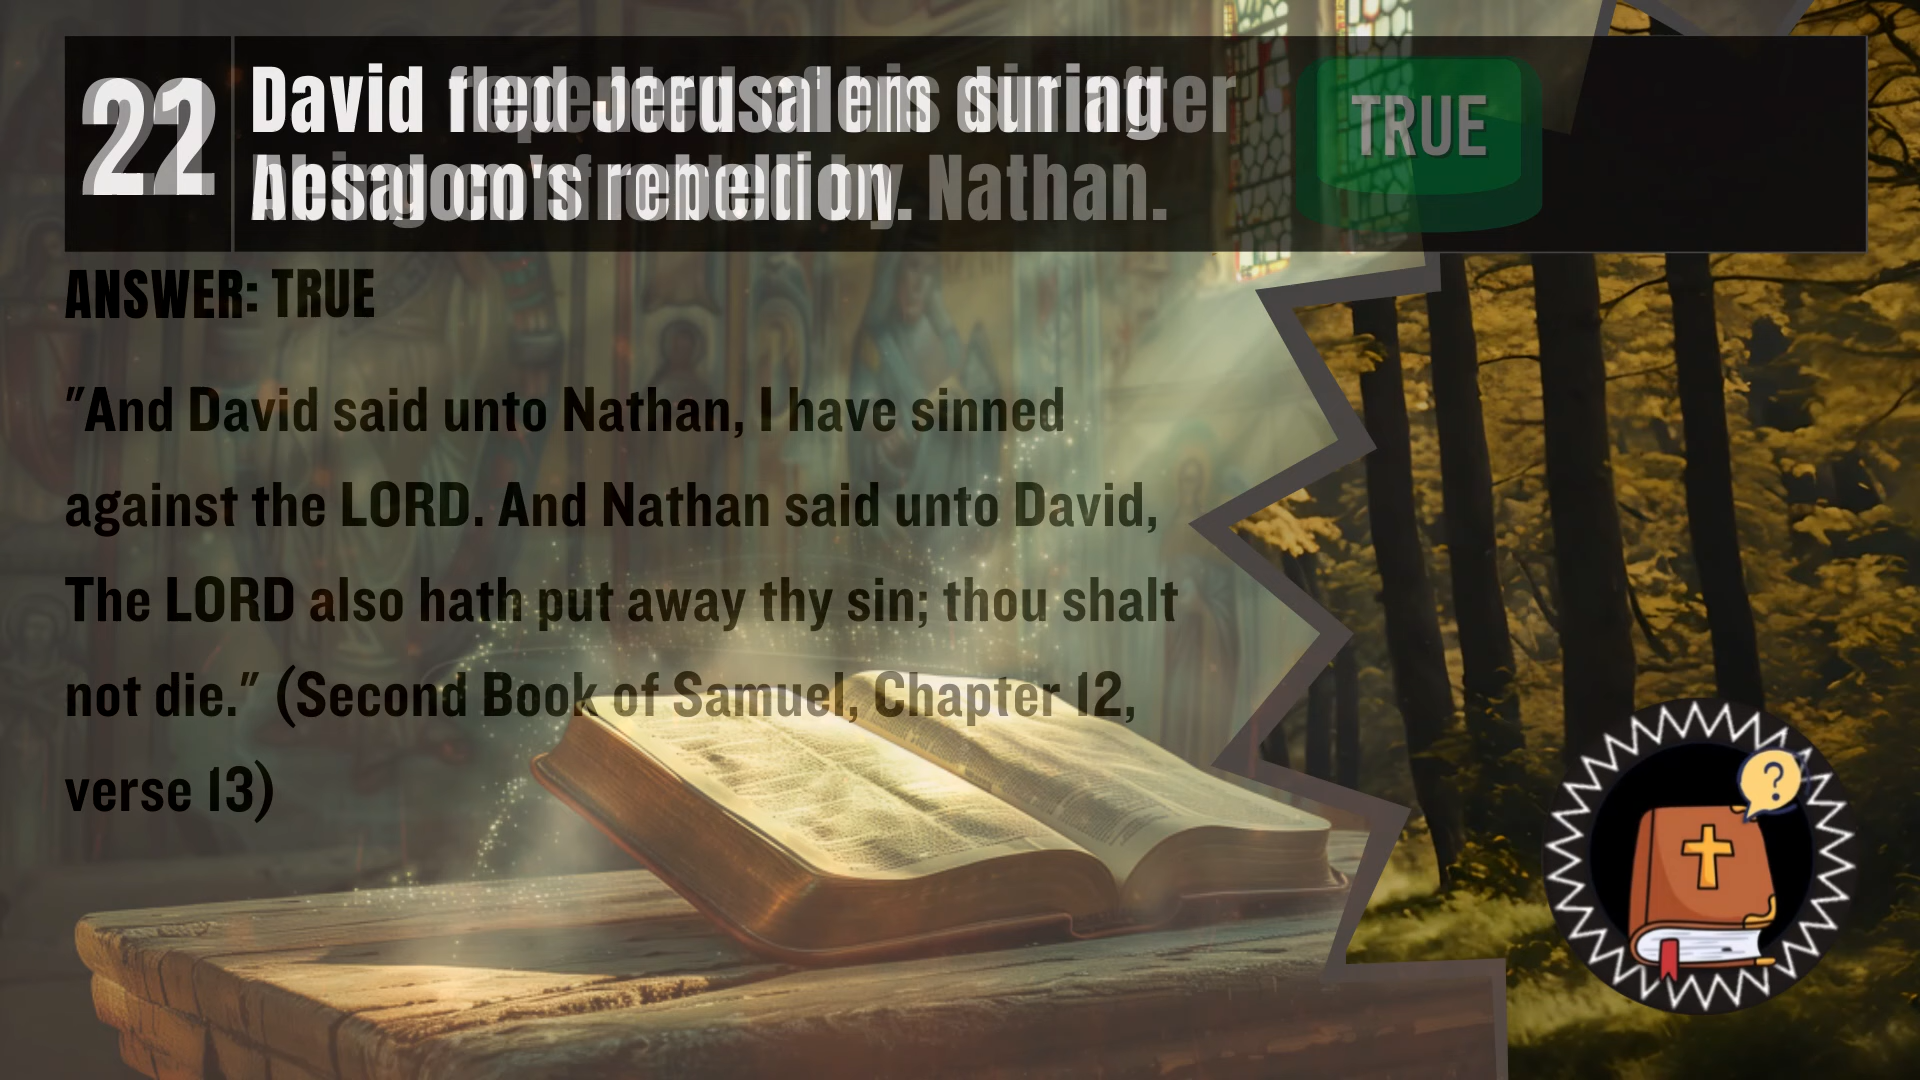 22
David fled Jerusalem during
Absalom's rebellion.
TRUE
ANSWER: TRUE
"And David said unto Nathan, I have sinned
against the LORD. And Nathan said unto David,
The LORD also hath put away thy sin; thou shalt
not die." (Second Book of Samuel, Chapter 12,
verse 13)
?